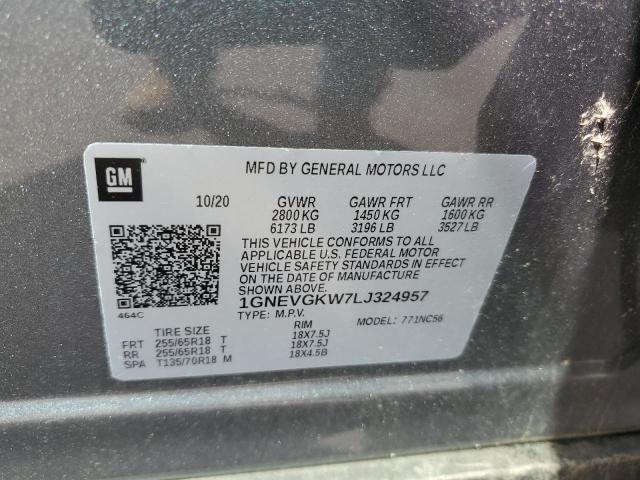 GM
MFD BY GENERAL MOTORS LLC
10/20 GVWR GAWR FRT GAWR RR
2800 KG 1450 KG 1600 KG
6173 LB 3196 LB 3527 LB
THIS VEHICLE CONFORMS TO ALL
APPLICABLE U.S. FEDERAL MOTOR
VEHICLE SAFETY STANDARDS IN EFFECT
ON THE DATE OF MANUFACTURE
SHOWN ABOVE.
1GNEVGKW7LJ324957
464C
TYPE: M.P.V. MODEL: 771NC56
TIRE SIZE RIM
FRT 255/65R18 T 18X7.5J
RR 255/65R18 T 18X7.5J
SPA T135/70R18 M 18X4.5B